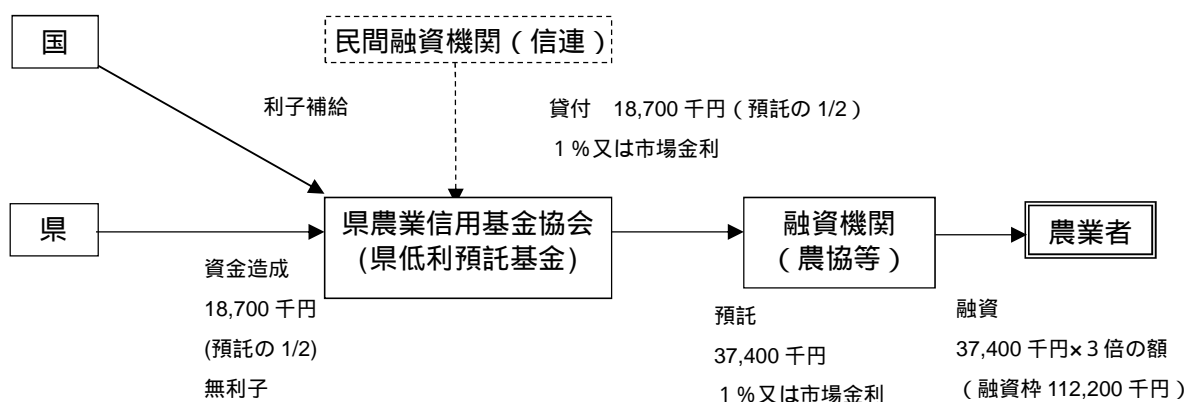 国
民間融資機関（信連）
利子補給
貸付　18,700 千円（預託の 1/2）
１％又は市場金利
県
県農業信用基金協会
(県低利預託基金)
融資機関
（農協等）
農業者
資金造成
18,700 千円
(預託の 1/2)
無利子
預託
37,400 千円
１％又は市場金利
融資
37,400 千円×３倍の額
（融資枠 112,200 千円）